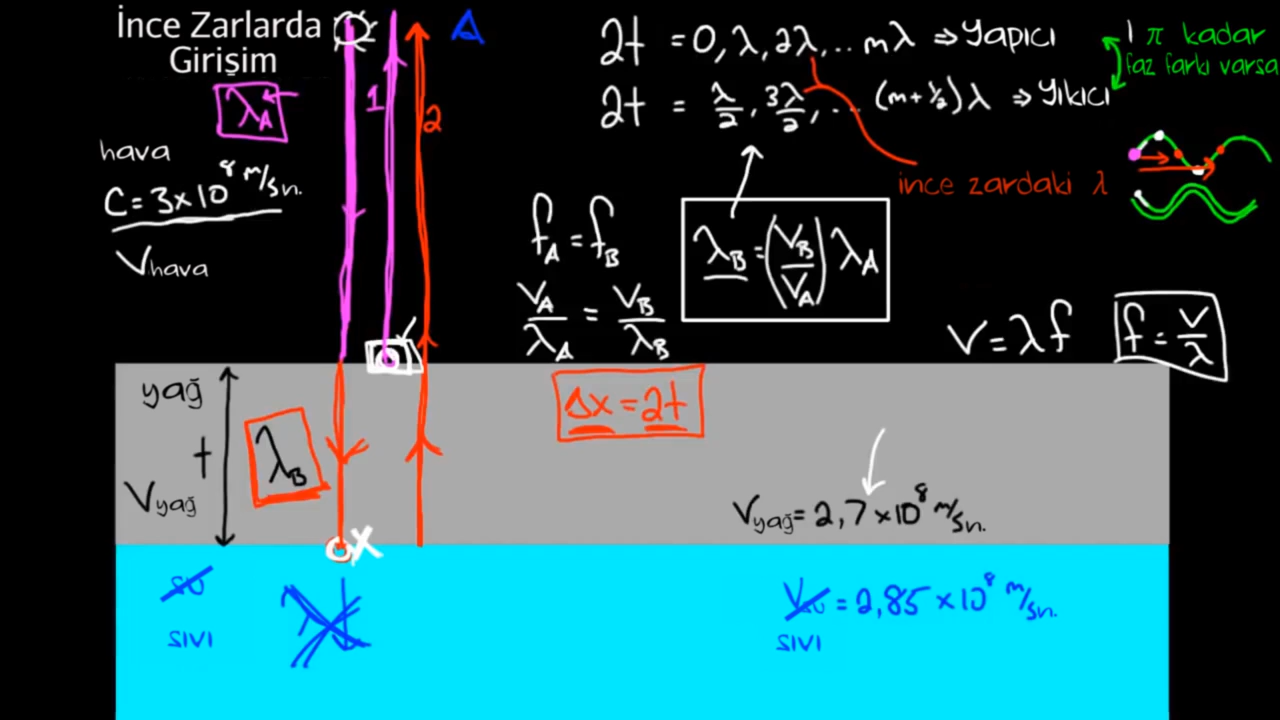 İnce Zarlarda
Girişim
λA
hava
C = 3×10⁸ m/sn.
Vhava
1
2
2t = 0, λ, 2λ, .. mλ ⇒ Yapıcı
2t = λ/2, 3λ/2, ... (m+1/2)λ ⇒ Yıkıcı
1 π kadar
faz farkı varsa
ince zardaki λ
fA = fB
VA/λA = VB/λB
λB = (VB/VA) λA
V = λf
f = V/λ
Δx = 2t
yağ
t
λB
Vyağ
Vyağ = 2,7×10⁸ m/sn.
su
sıvı
λ
Vsu = 2,85×10⁸ m/sn.
sıvı